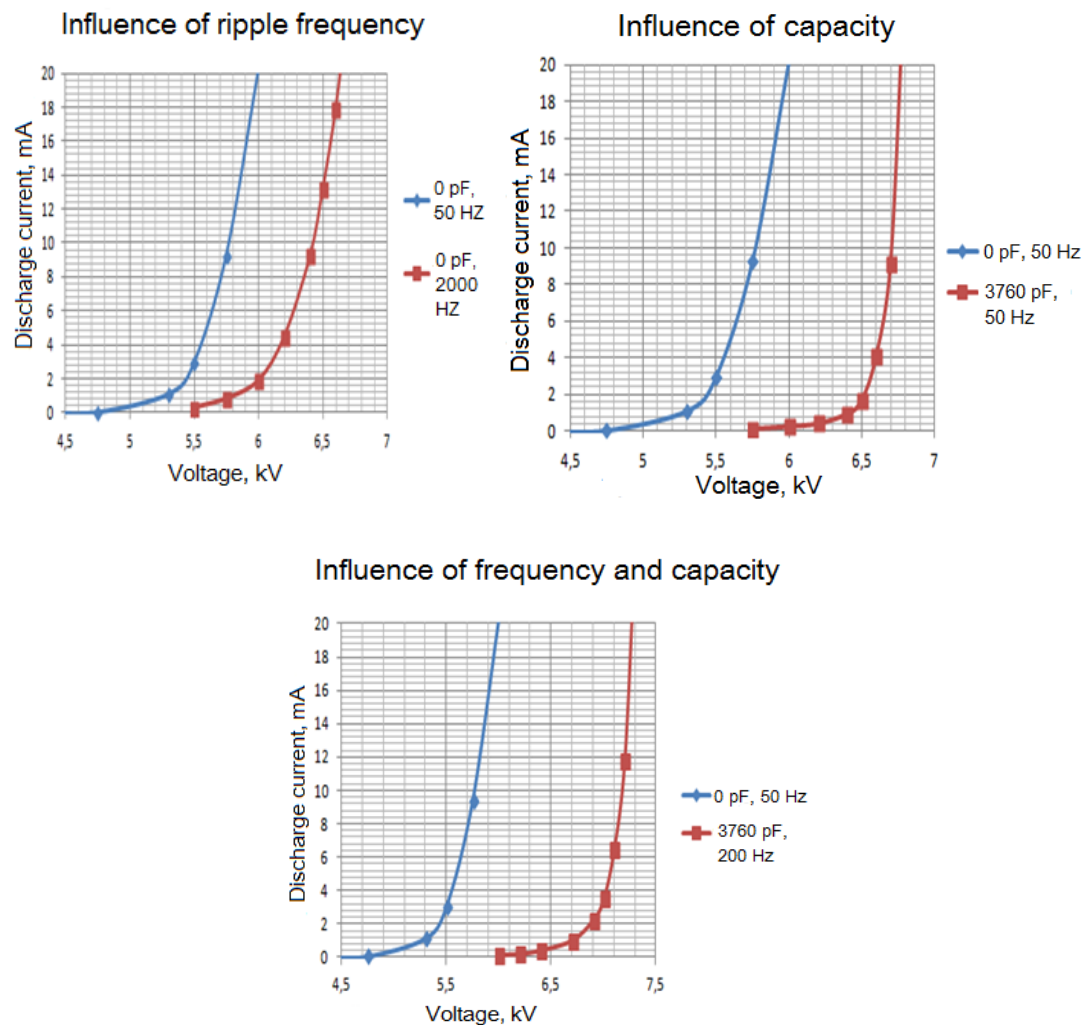 Influence of ripple frequency
Discharge current, mA
20
18
16
14
12
10
8
6
4
2
0
4,5 5 5,5 6 6,5 7
Voltage, kV
0 pF,
50 HZ
0 pF,
2000
HZ
Influence of capacity
Discharge current, mA
20
18
16
14
12
10
8
6
4
2
0
4,5 5 5,5 6 6,5 7
Voltage, kV
0 pF, 50 Hz
3760 pF,
50 Hz
Influence of frequency and capacity
Discharge current, mA
20
18
16
14
12
10
8
6
4
2
0
4,5 5,5 6,5 7,5
Voltage, kV
0 pF, 50 Hz
3760 pF,
200 Hz